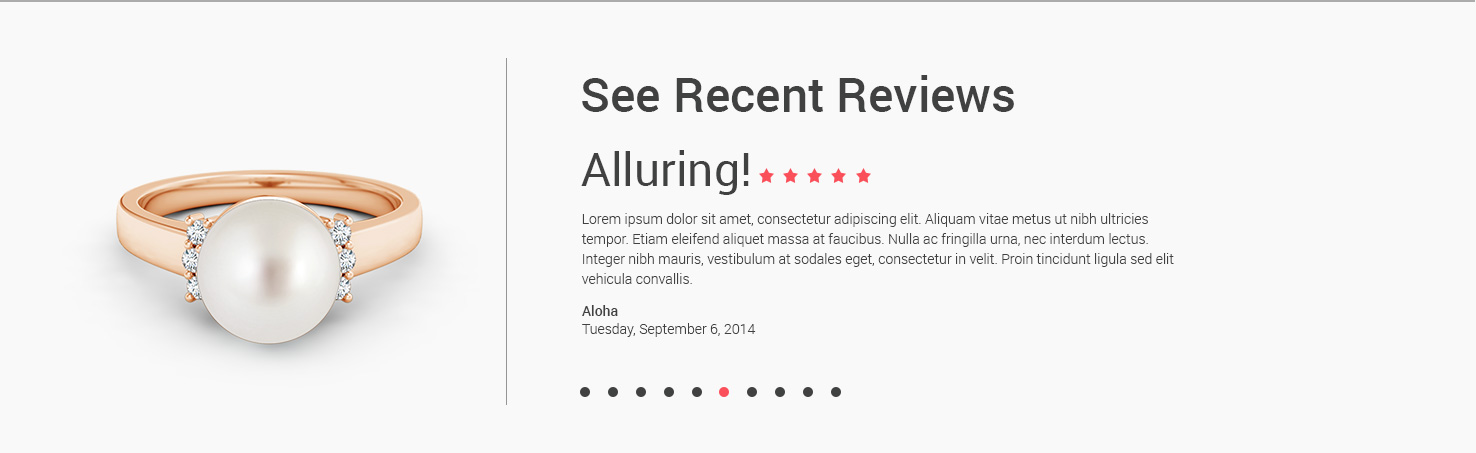 See Recent Reviews
Alluring!
Lorem ipsum dolor sit amet, consectetur adipiscing elit. Aliquam vitae metus ut nibh ultricies
tempor. Etiam eleifend aliquet massa at faucibus. Nulla ac fringilla urna, nec interdum lectus.
Integer nibh mauris, vestibulum at sodales eget, consectetur in velit. Proin tincidunt ligula sed elit
vehicula convallis.
Aloha
Tuesday, September 6, 2014